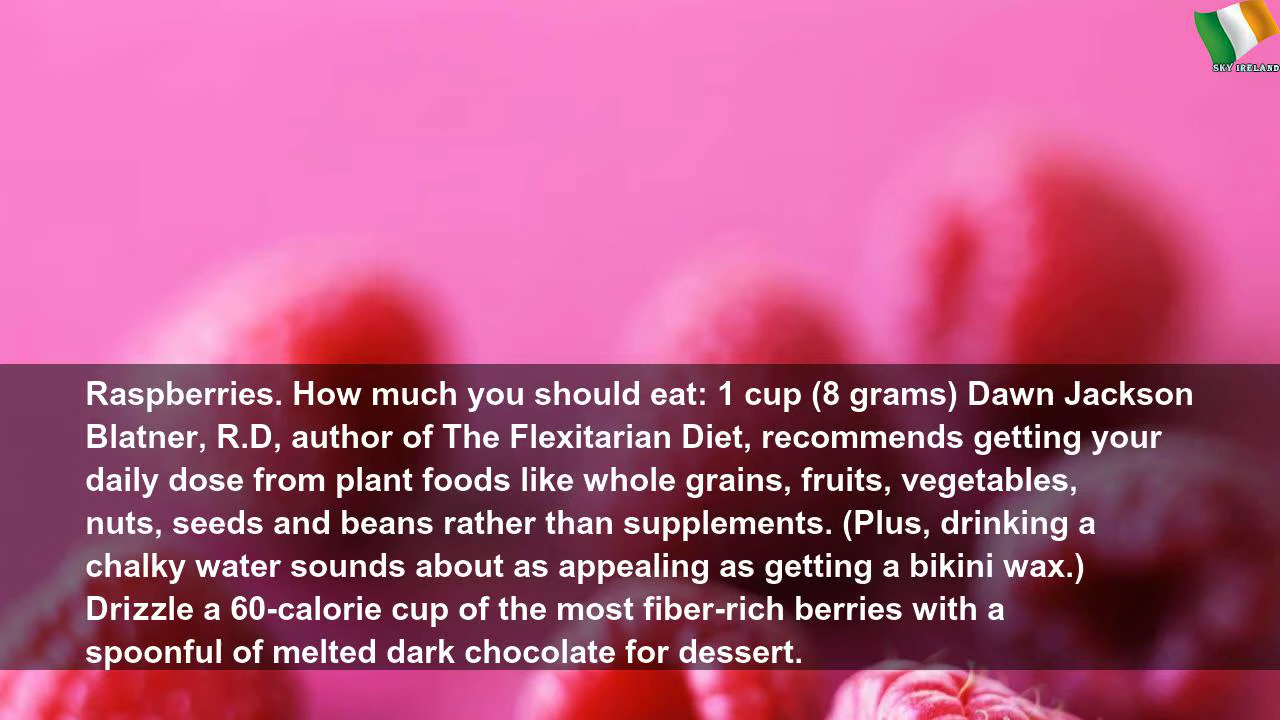 SKY IRELAND
Raspberries. How much you should eat: 1 cup (8 grams) Dawn Jackson
Blatner, R.D, author of The Flexitarian Diet, recommends getting your
daily dose from plant foods like whole grains, fruits, vegetables,
nuts, seeds and beans rather than supplements. (Plus, drinking a
chalky water sounds about as appealing as getting a bikini wax.)
Drizzle a 60-calorie cup of the most fiber-rich berries with a
spoonful of melted dark chocolate for dessert.